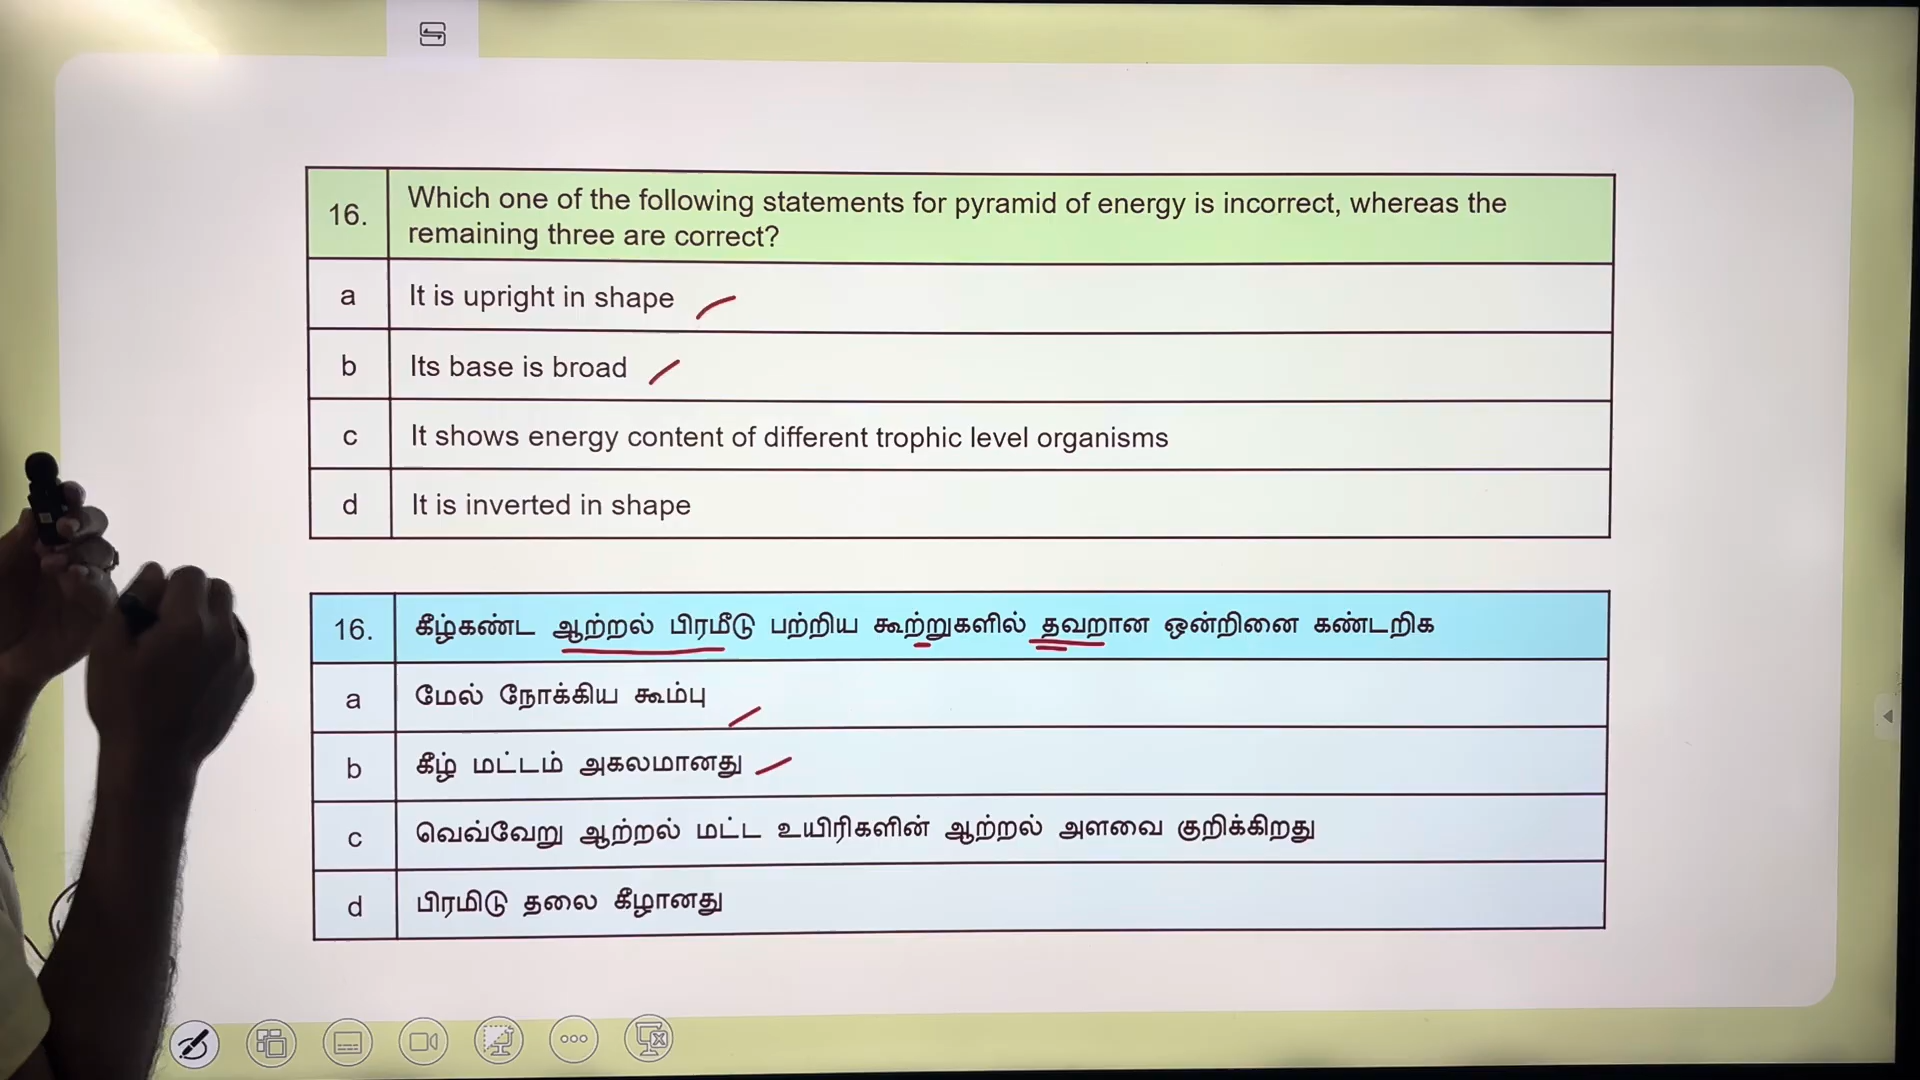 16.
Which one of the following statements for pyramid of energy is incorrect, whereas the
remaining three are correct?
a It is upright in shape
b Its base is broad
c It shows energy content of different trophic level organisms
d It is inverted in shape
16. கீழ்கண்ட ஆற்றல் பிரமீடு பற்றிய கூற்றுகளில் தவறான ஒன்றினை கண்டறிக
a மேல் நோக்கிய கூம்பு
b கீழ் மட்டம் அகலமானது
c வெவ்வேறு ஆற்றல் மட்ட உயிரிகளின் ஆற்றல் அளவை குறிக்கிறது
d பிரமிடு தலை கீழானது